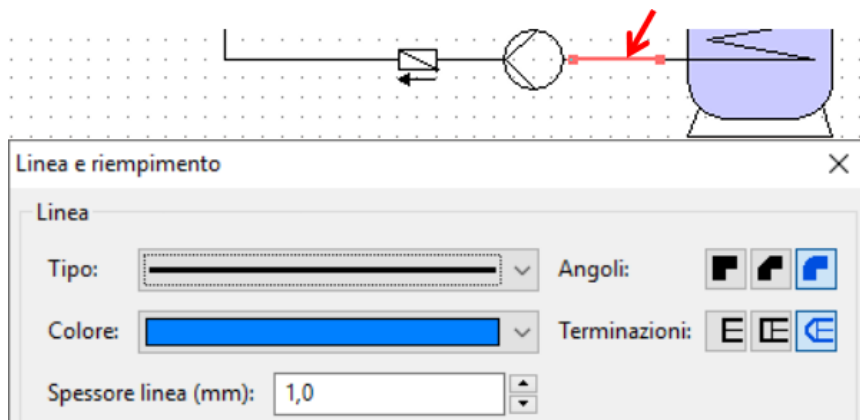 Linea e riempimento
Linea
Tipo: Angoli:
Colore: Terminazioni:
Spessore linea (mm): 1,0